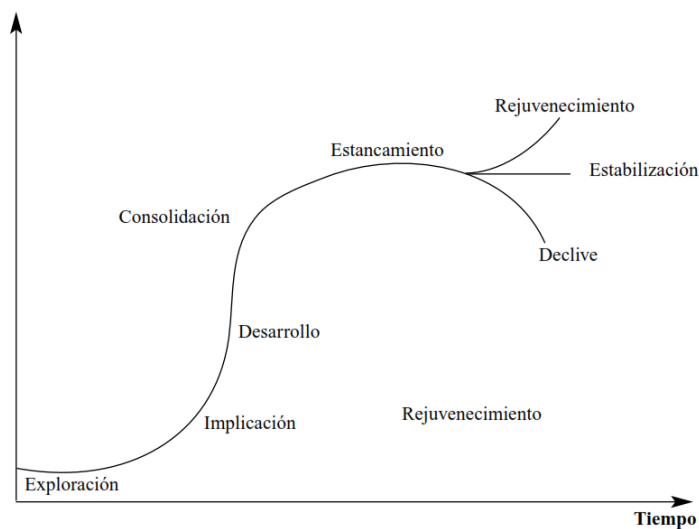 Rejuvenecimiento
Estancamiento
Estabilización
Consolidación
Declive
Desarrollo
Implicación
Rejuvenecimiento
Exploración
Tiempo